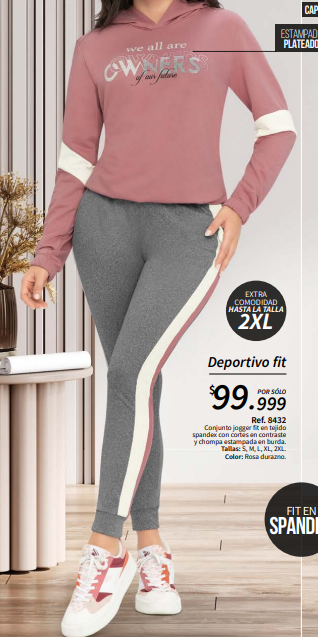 CAP
ESTAMPAD
PLATEADO
we all are
OWNERS
of our future
EXTRA
COMODIDAD
HASTA LA TALLA
2XL
Deportivo fit
$99.999
POR SÓLO
Ref. 8432
Conjunto jogger fit en tejido
spandex con cortes en contraste
y chompa estampada en burda.
Tallas: S, M, L, XL, 2XL.
Color: Rosa durazno.
FIT EN
SPAND